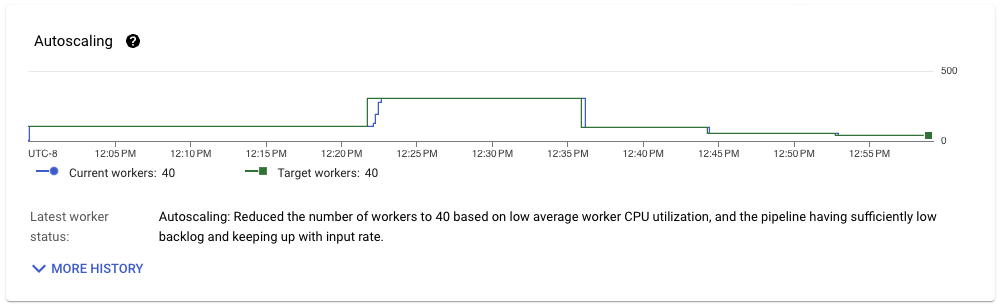 Autoscaling ?
500
0
UTC-8 12:05 PM 12:10 PM 12:15 PM 12:20 PM 12:25 PM 12:30 PM 12:35 PM 12:40 PM 12:45 PM 12:50 PM 12:55 PM
Current workers: 40 Target workers: 40
Latest worker status:
Autoscaling: Reduced the number of workers to 40 based on low average worker CPU utilization, and the pipeline having sufficiently low
backlog and keeping up with input rate.
MORE HISTORY